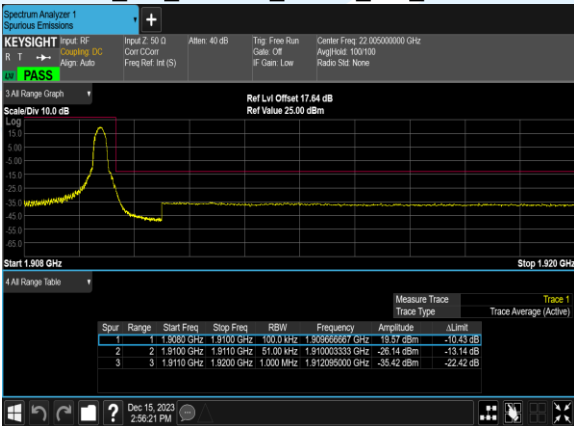 Spectrum Analyzer 1
Spurious Emissions
+
KEYSIGHT Input: RF Input Z: 50 Ω Atten: 40 dB Trig: Free Run Center Freq: 22.005000000 GHz
R T Coupling: DC Corr CCorr Gate: Off Avg|Hold: 100/100
Align: Auto Freq Ref: Int (S) IF Gain: Low Radio Std: None
PASS
3 All Range Graph
Ref Lvl Offset 17.64 dB
Scale/Div 10.0 dB Ref Value 25.00 dBm
Log
15.0
5.00
-5.00
-15.0
-25.0
-35.0
-45.0
-55.0
-65.0
Start 1.908 GHz Stop 1.920 GHz
4 All Range Table
Measure Trace Trace 1
Trace Type Trace Average (Active)
Spur Range Start Freq Stop Freq RBW Frequency Amplitude ΔLimit
1 1 1.9080 GHz 1.9100 GHz 100.0 kHz 1.909666667 GHz 19.57 dBm -10.43 dB
2 2 1.9100 GHz 1.9110 GHz 51.00 kHz 1.910003333 GHz -26.14 dBm -13.14 dB
3 3 1.9110 GHz 1.9200 GHz 1.000 MHz 1.912095000 GHz -35.42 dBm -22.42 dB
? Dec 15, 2023
2:56:21 PM